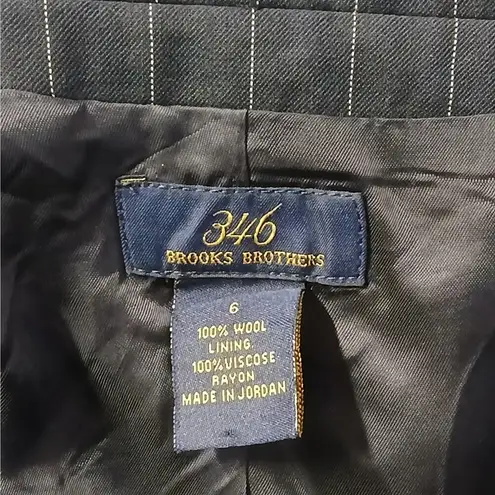 346
BROOKS BROTHERS
6
100% WOOL
LINING
100%VISCOSE
RAYON
MADE IN JORDAN